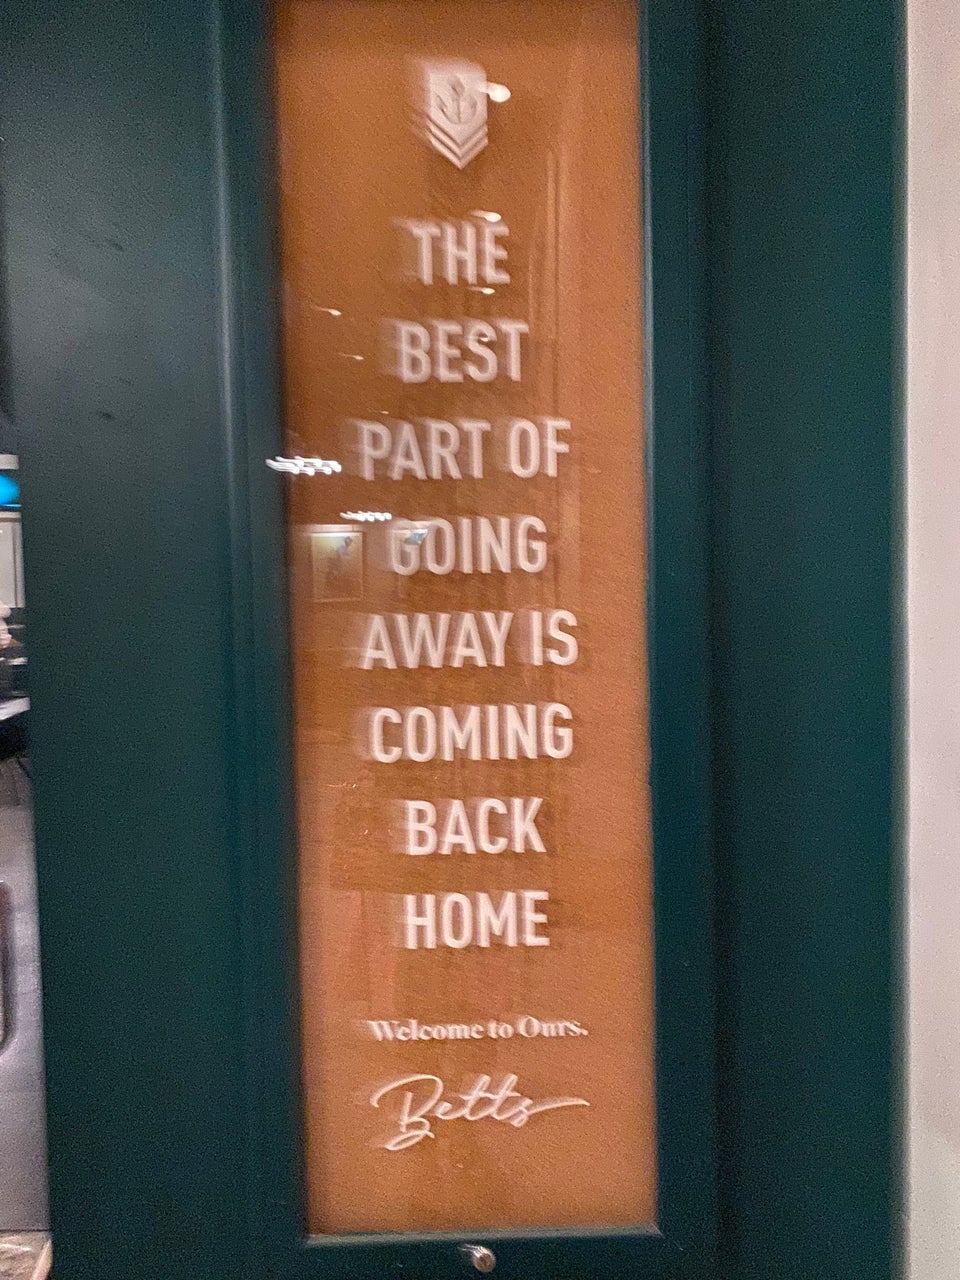 THE
BEST
PART OF
GOING
AWAY IS
COMING
BACK
HOME
Welcome to Ours.
Betts